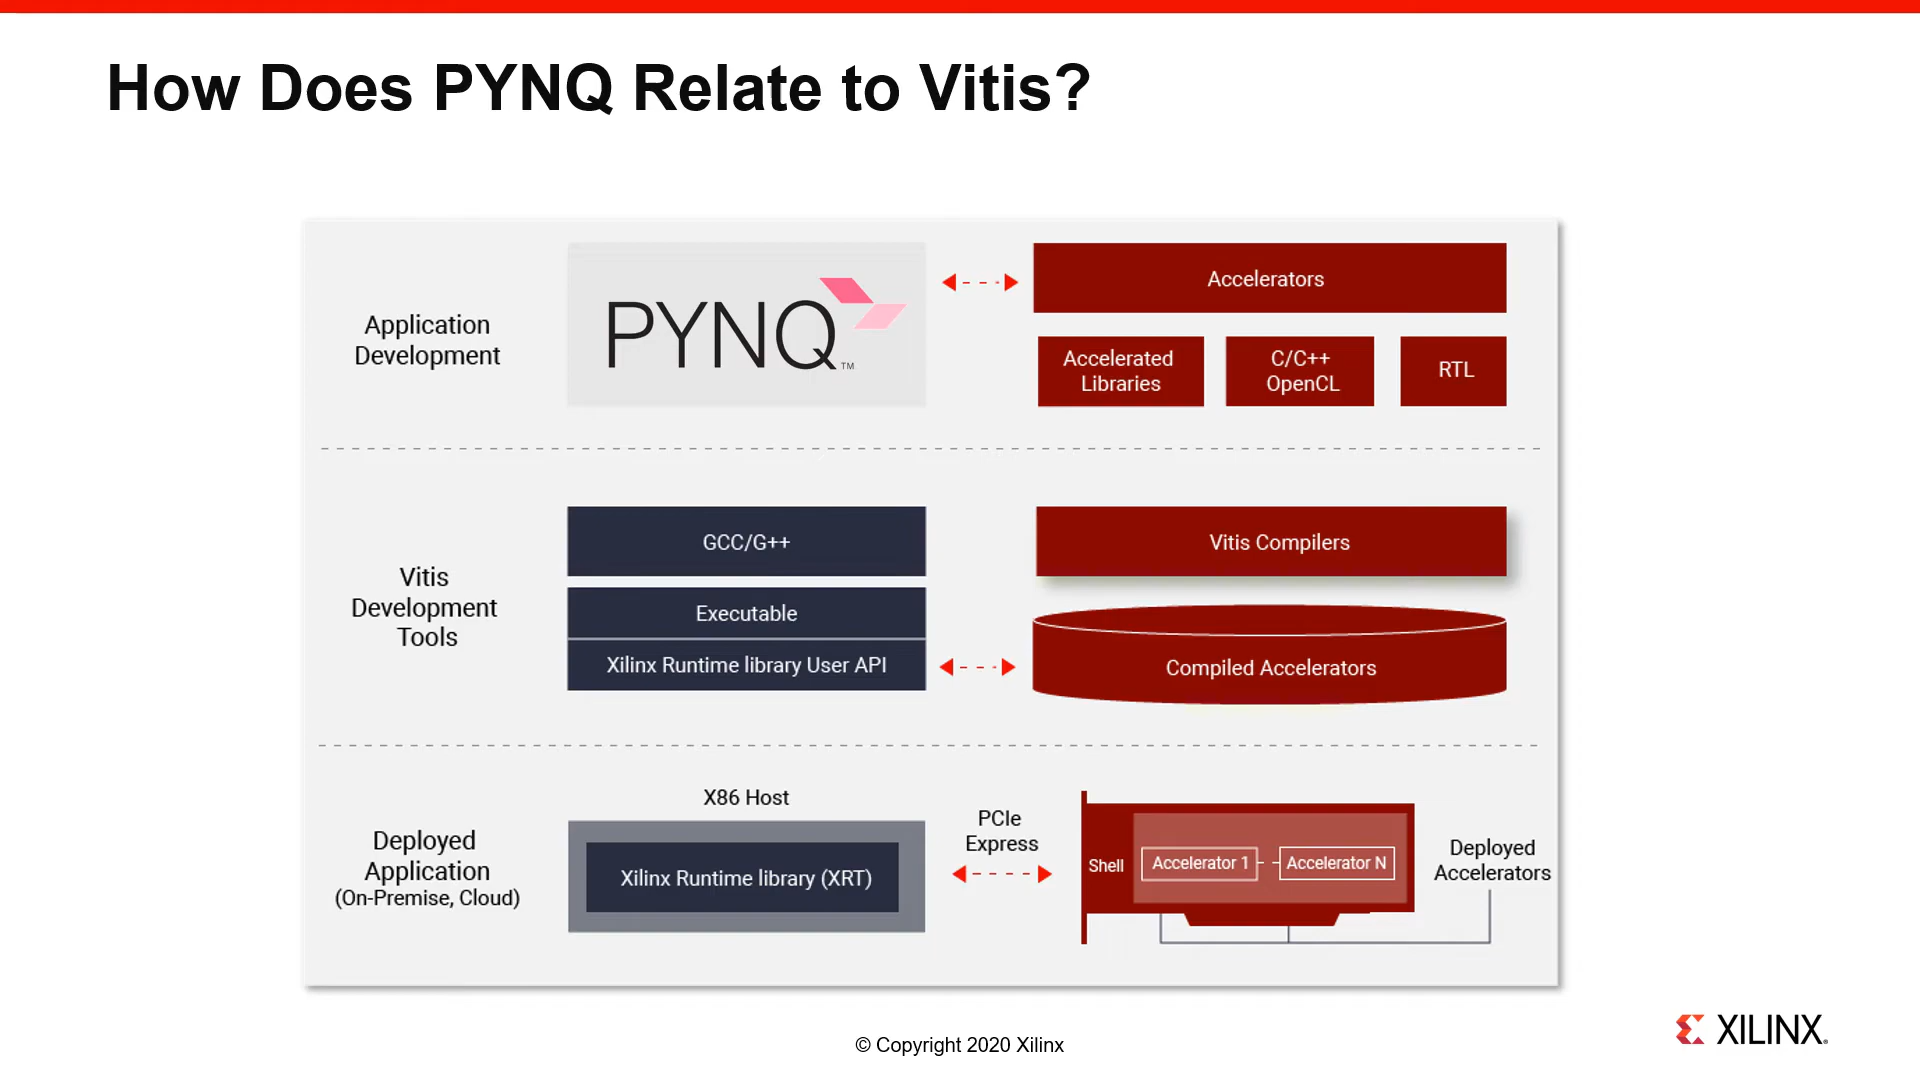 How Does PYNQ Relate to Vitis?
Application
Development
PYNQ™
Accelerators
Accelerated
Libraries
C/C++
OpenCL
RTL
Vitis
Development
Tools
GCC/G++
Executable
Xilinx Runtime library User API
Vitis Compilers
Compiled Accelerators
Deployed
Application
(On-Premise, Cloud)
X86 Host
Xilinx Runtime library (XRT)
PCIe
Express
Shell
Accelerator 1
Accelerator N
Deployed
Accelerators
© Copyright 2020 Xilinx
XILINX®